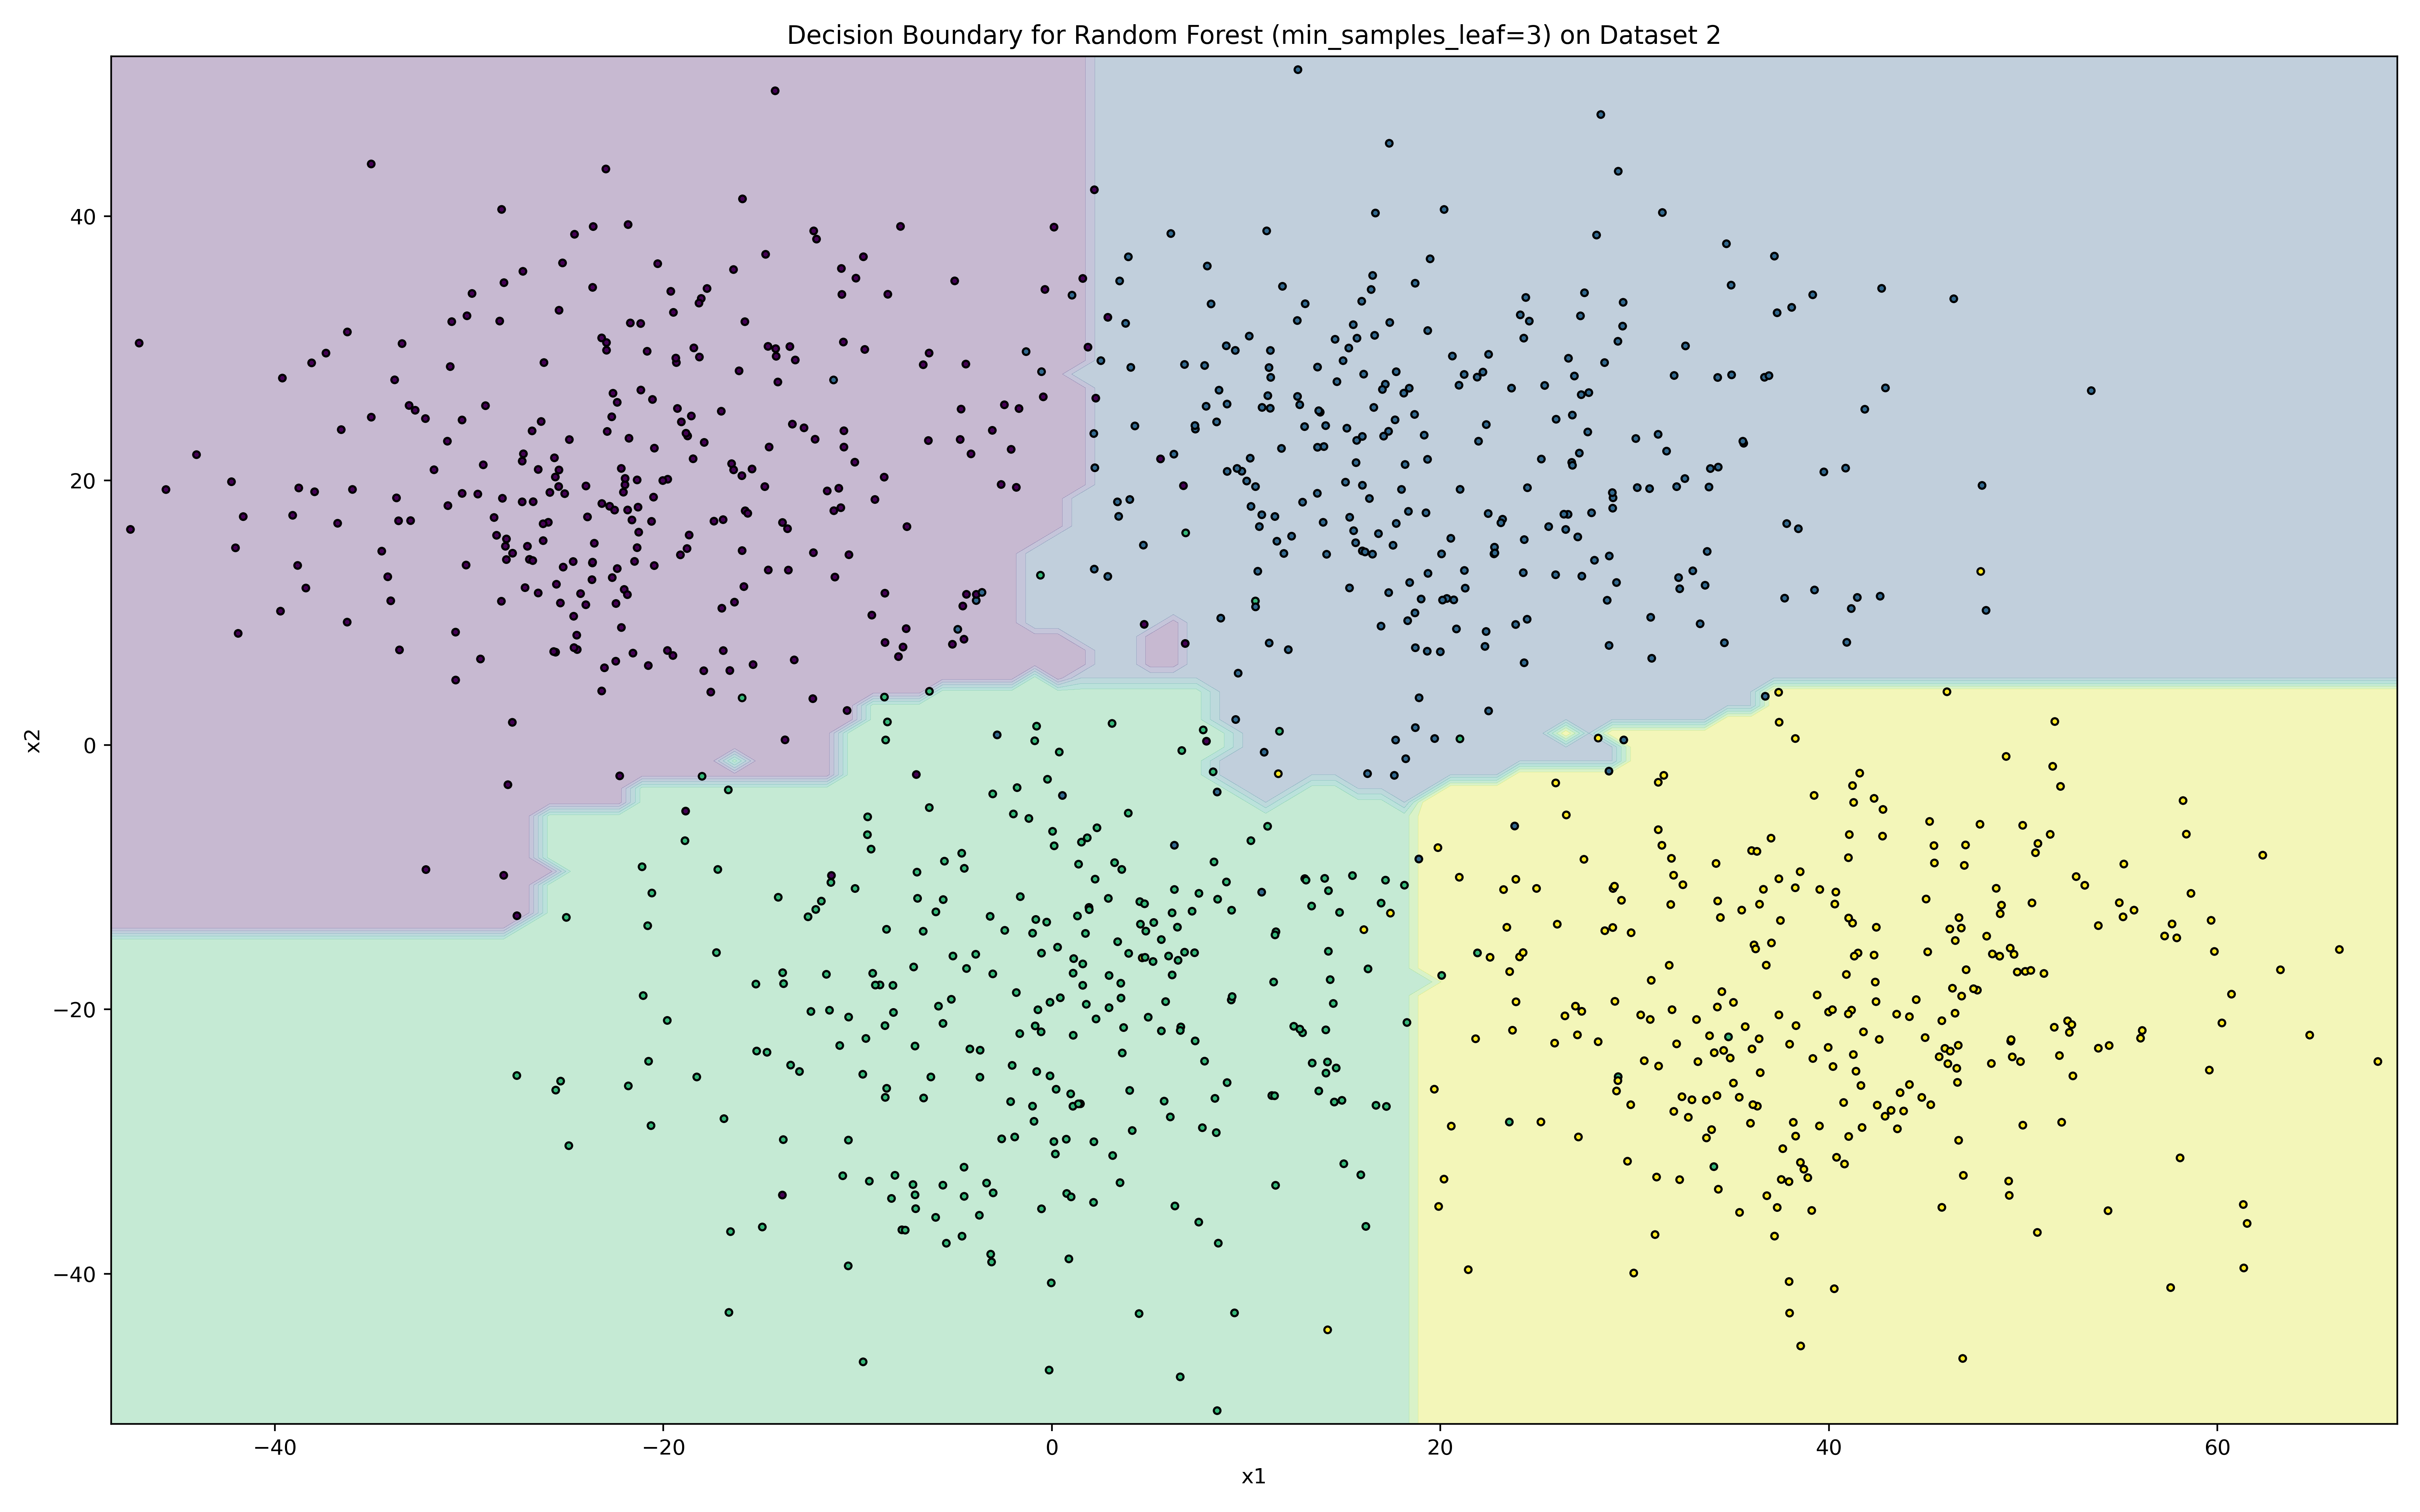 Decision Boundary for Random Forest (min_samples_leaf=3) on Dataset 2
40
20
0
−20
−40
x2
−40 −20 0 20 40 60
x1